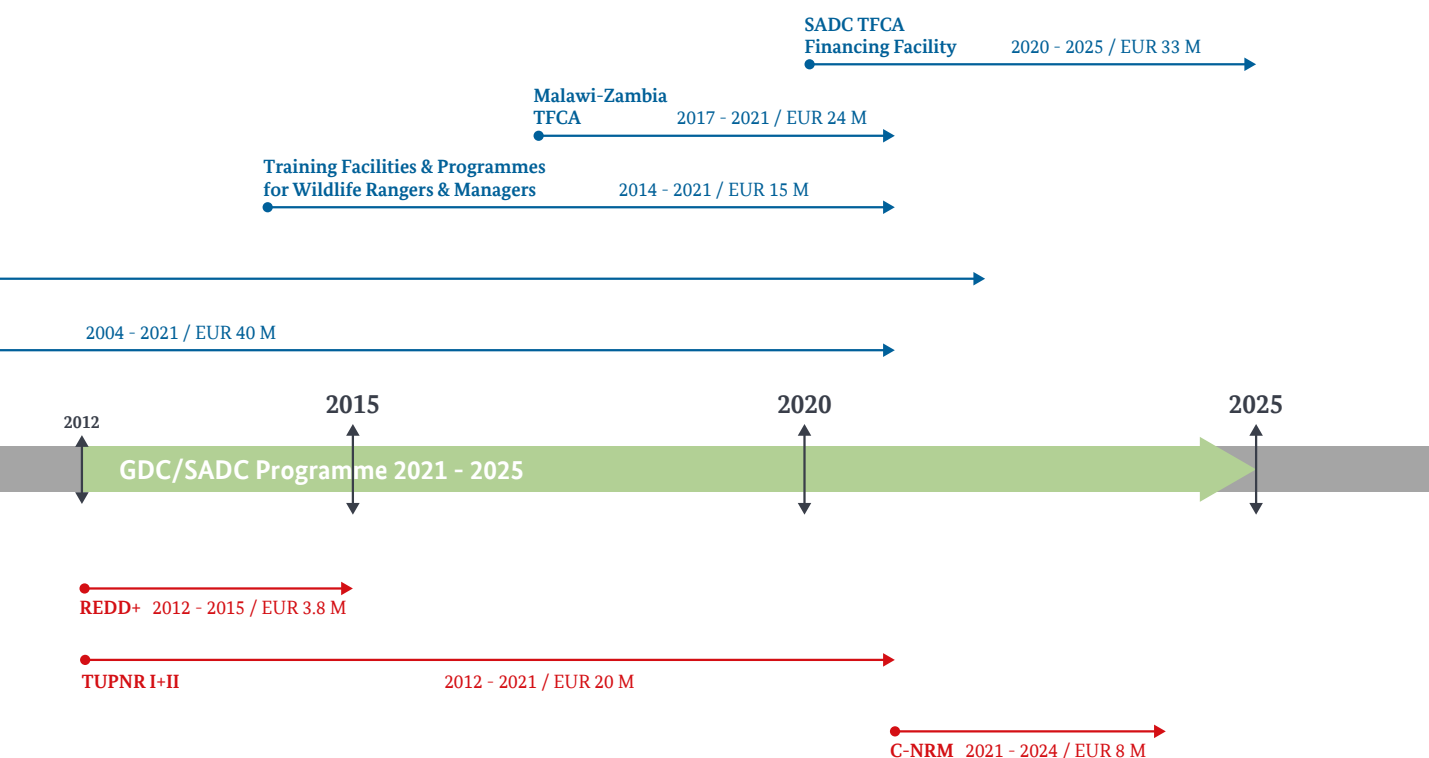 SADC TFCA
Financing Facility 2020 - 2025 / EUR 33 M
Malawi-Zambia
TFCA 2017 - 2021 / EUR 24 M
Training Facilities & Programmes
for Wildlife Rangers & Managers 2014 - 2021 / EUR 15 M
2004 - 2021 / EUR 40 M
2012 2015 2020 2025
GDC/SADC Programme 2021 - 2025
REDD+ 2012 - 2015 / EUR 3.8 M
TUPNR I+II 2012 - 2021 / EUR 20 M
C-NRM 2021 - 2024 / EUR 8 M